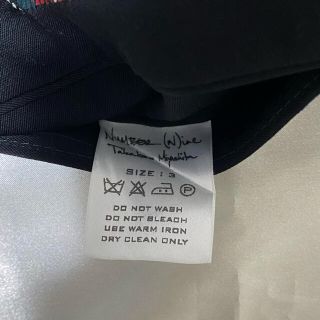 NUMBER (N)ine
Takahiro Miyashita
SIZE : 3
DO NOT WASH
DO NOT BLEACH
USE WARM IRON
DRY CLEAN ONLY